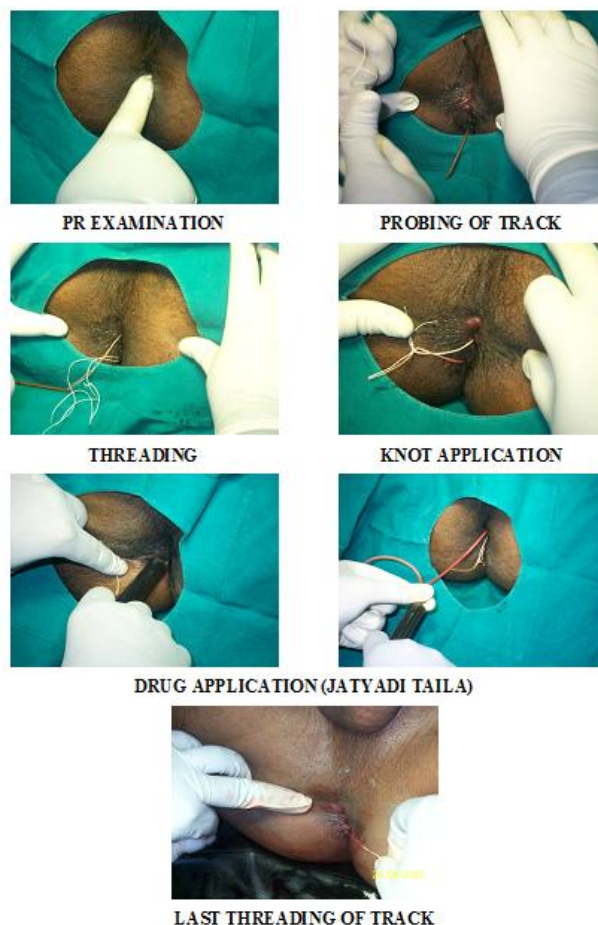 PR EXAMINATION
PROBING OF TRACK
THREADING
KNOT APPLICATION
DRUG APPLICATION (JATYADI TAILA)
LAST THREADING OF TRACK